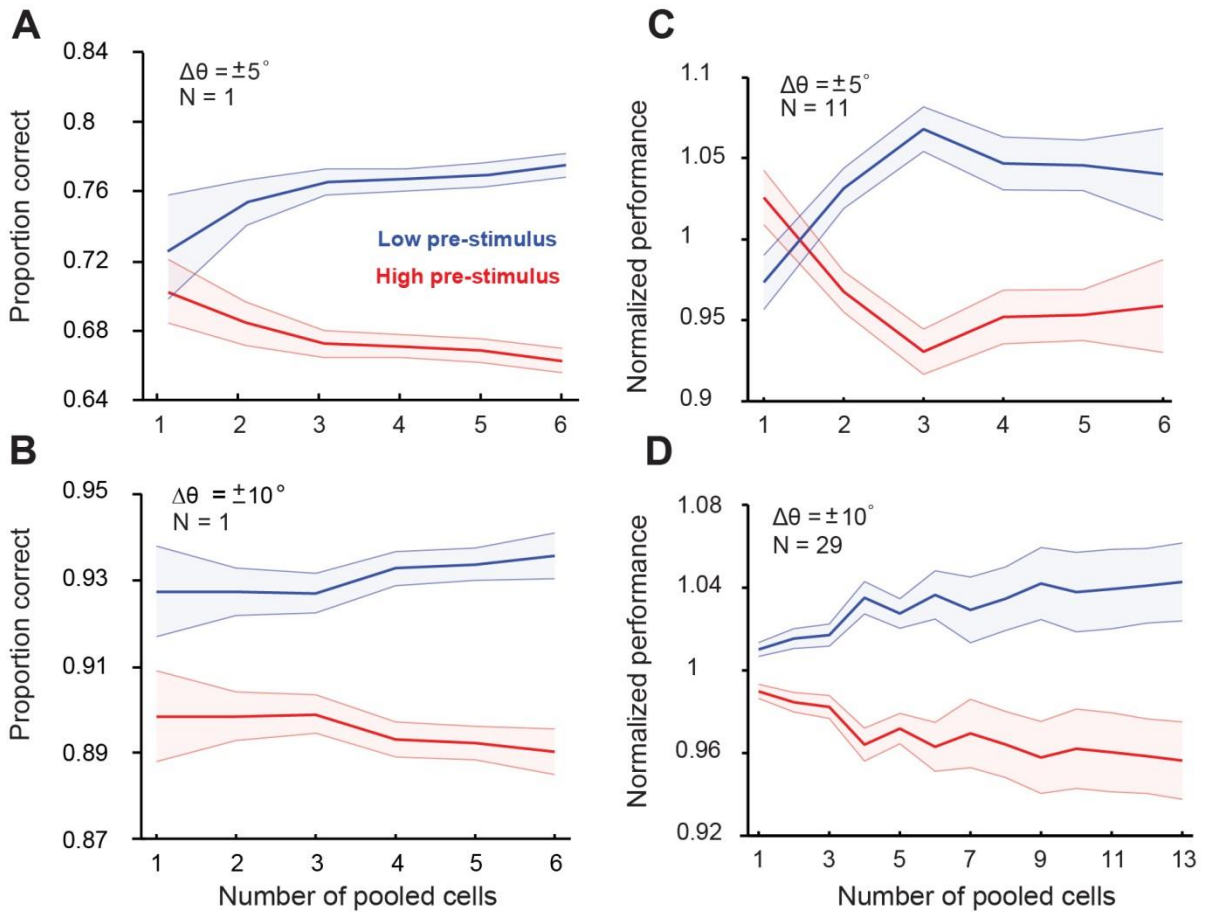 A
Proportion correct
0.84
0.8
0.76
0.72
0.68
0.64
Δθ = ±5°
N = 1
Low pre-stimulus
High pre-stimulus
1 2 3 4 5 6
C
Normalized performance
1.1
1.05
1
0.95
0.9
Δθ = ±5°
N = 11
1 2 3 4 5 6
B
Proportion correct
0.95
0.93
0.91
0.89
0.87
Δθ = ±10°
N = 1
1 2 3 4 5 6
Number of pooled cells
D
Normalized performance
1.08
1.04
1
0.96
0.92
Δθ = ±10°
N = 29
1 3 5 7 9 11 13
Number of pooled cells